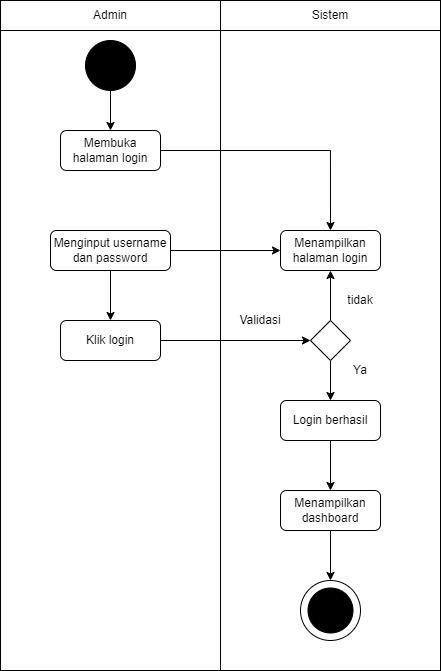 Admin
Sistem
Membuka
halaman login
Menginput username
dan password
Menampilkan
halaman login
tidak
Klik login
Validasi
Ya
Login berhasil
Menampilkan
dashboard